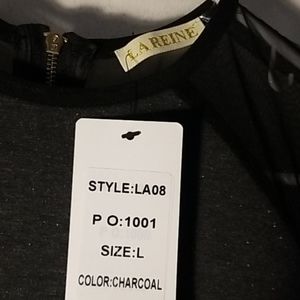 LA REINE
STYLE:LA08
P O:1001
SIZE:L
COLOR:CHARCOAL